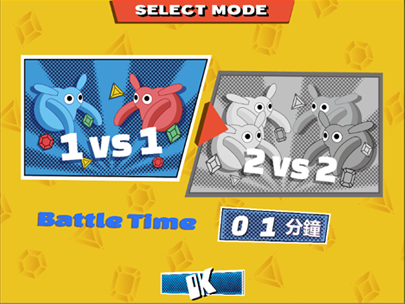 SELECT MODE
1 vs 1
2 vs 2
Battle Time
0 1 分鐘
OK